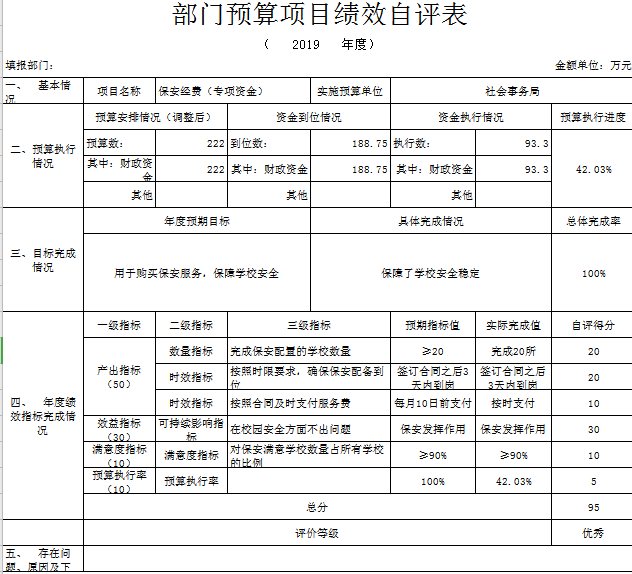 部门预算项目绩效自评表
（ 2019 年度）
填报部门： 金额单位：万元
一、 基本情况 项目名称 保安经费（专项资金） 实施预算单位 社会事务局
二、预算执行情况 预算安排情况（调整后） 资金到位情况 资金执行情况 预算执行进度
预算数： 222 到位数： 188.75 执行数： 93.3 42.03%
其中：财政资金 222 其中：财政资金 188.75 其中：财政资金 93.3
其他 其他 其他
三、目标完成情况 年度预期目标 具体完成情况 总体完成率
用于购买保安服务，保障学校安全 保障了学校安全稳定 100%
四、 年度绩效指标完成情况 一级指标 二级指标 三级指标 预期指标值 实际完成值 自评得分
产出指标（50） 数量指标 完成保安配置的学校数量 ≥20 完成20所 20
时效指标 按照时限要求，确保保安配备到位 签订合同之后3天内到岗 签订合同之后3天内到岗 20
时效指标 按照合同及时支付服务费 每月10日前支付 按时支付 10
效益指标（30） 可持续影响指标 在校园安全方面不出问题 保安发挥作用 保安发挥作用 30
满意度指标（10） 满意度指标 对保安满意学校数量占所有学校的比例 ≥90% ≥90% 10
预算执行率（10） 预算执行率 100% 42.03% 5
总分 95
评价等级 优秀
五、 存在问题、原因及下